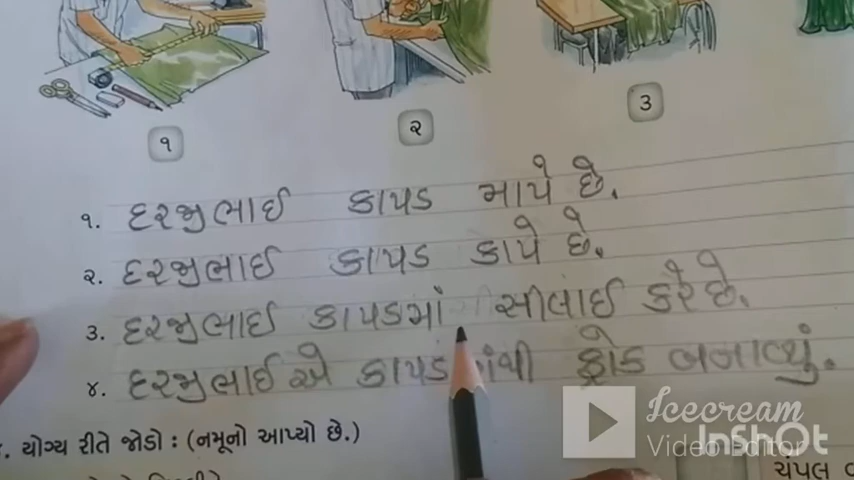 ૧ ૨ ૩
૧. દરજીભાઈ કાપડ માપે છે.
૨. દરજીભાઈ કાપડ કાપે છે.
૩. દરજીભાઈ કાપડમાં સીલાઈ કરે છે.
૪. દરજીભાઈ એ કાપડ માંથી ફ્રોક બનાવ્યું.
યોગ્ય રીતે જોડો : (નમૂનો આપ્યો છે.)
Icecream
Video Editor
InShOt
ચંપલ